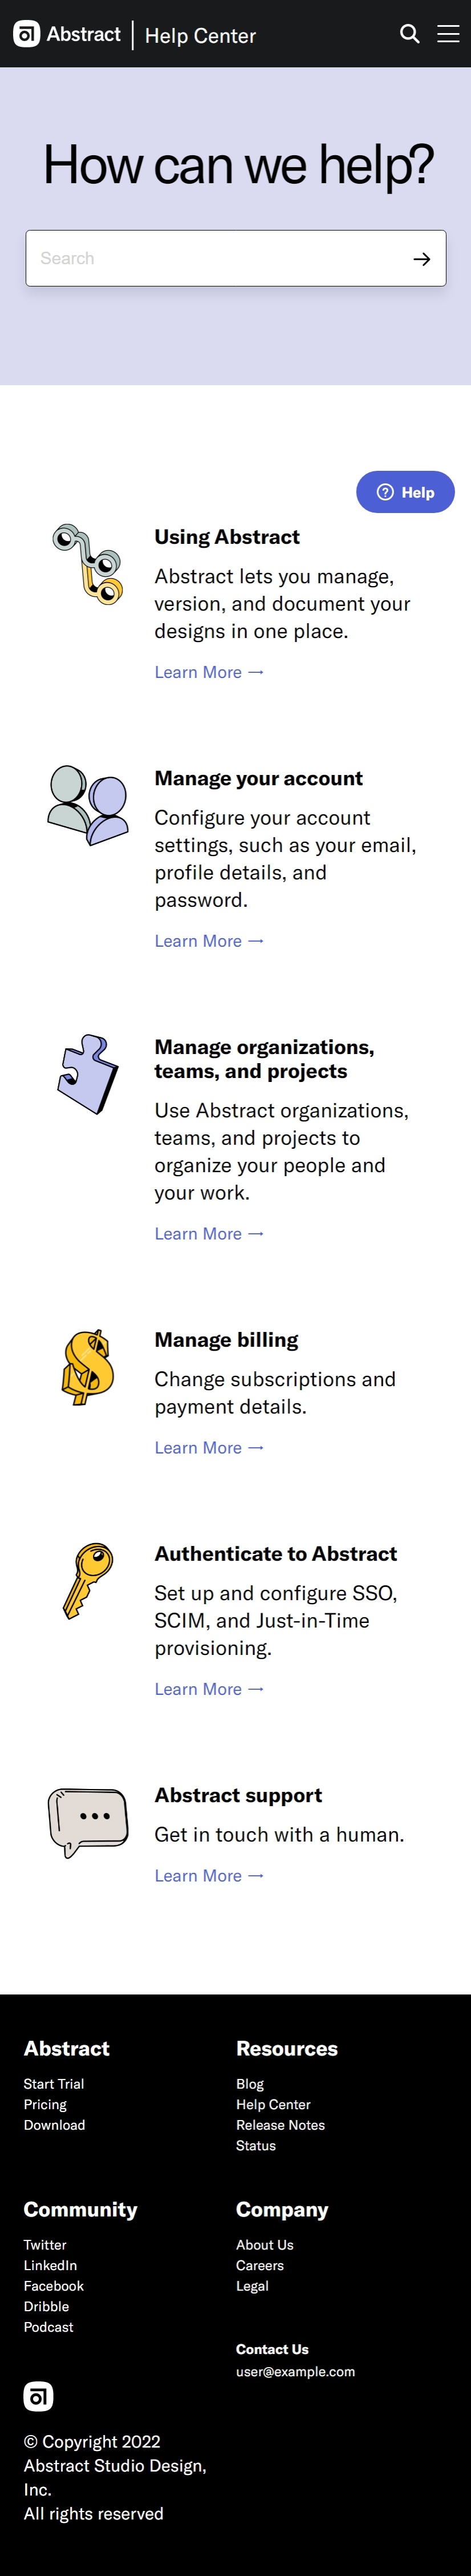 Abstract
Help Center
How can we help?
Search
Help
Using Abstract
Abstract lets you manage,
version, and document your
designs in one place.
Learn More →
Manage your account
Configure your account
settings, such as your email,
profile details, and
password.
Learn More →
Manage organizations,
teams, and projects
Use Abstract organizations,
teams, and projects to
organize your people and
your work.
Learn More →
Manage billing
Change subscriptions and
payment details.
Learn More →
Authenticate to Abstract
Set up and configure SSO,
SCIM, and Just-in-Time
provisioning.
Learn More →
Abstract support
Get in touch with a human.
Learn More →
Abstract
Start Trial
Pricing
Download
Resources
Blog
Help Center
Release Notes
Status
Community
Twitter
LinkedIn
Facebook
Dribble
Podcast
Company
About Us
Careers
Legal
Contact Us
user@example.com
© Copyright 2022
Abstract Studio Design,
Inc.
All rights reserved